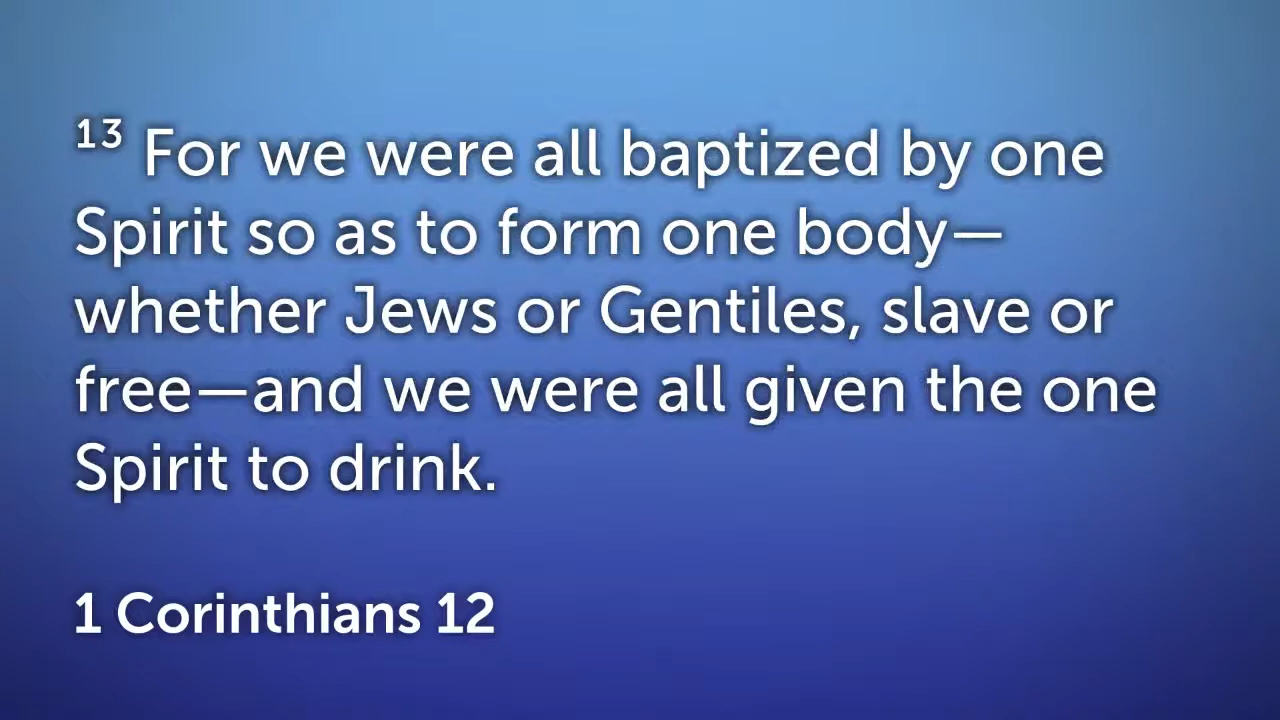 13 For we were all baptized by one
Spirit so as to form one body—
whether Jews or Gentiles, slave or
free—and we were all given the one
Spirit to drink.
1 Corinthians 12